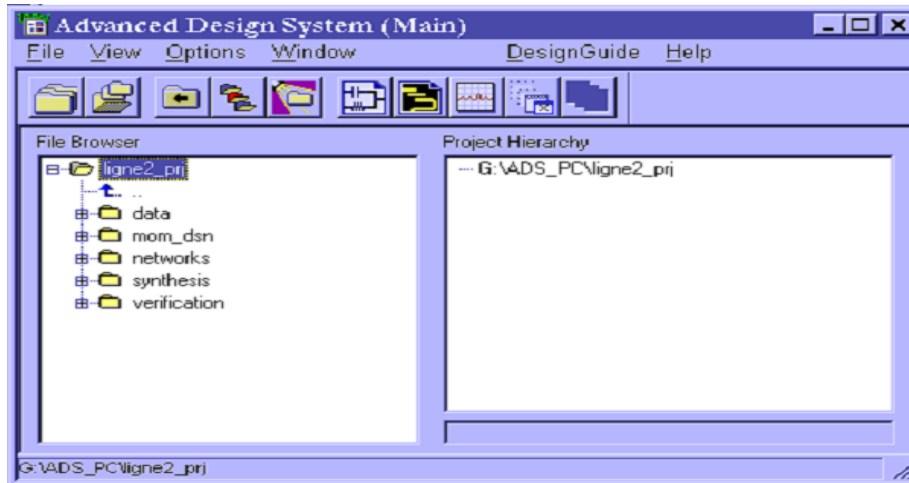 Advanced Design System (Main)
File View Options Window DesignGuide Help
File Browser Project Hierarchy
ligne2_prj G:\ADS_PC\ligne2_prj
..
data
mom_dsn
networks
synthesis
verification
G:\ADS_PC\ligne2_prj